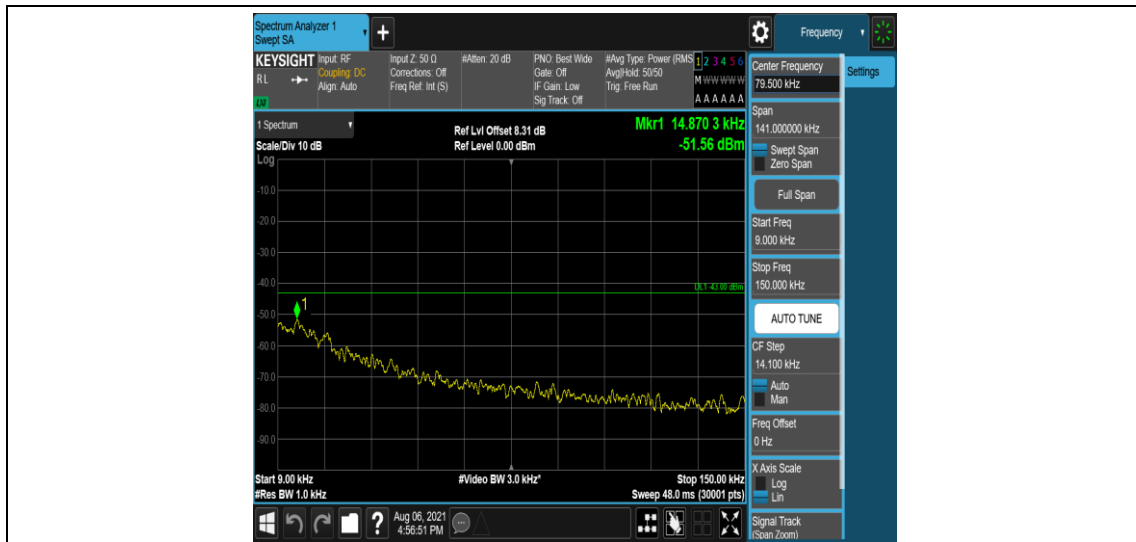 Spectrum Analyzer 1
Swept SA
Frequency
KEYSIGHT
RL
LXI
Input: RF
Coupling: DC
Align: Auto
Input Z: 50 Ω
Corrections: Off
Freq Ref: Int (S)
#Atten: 20 dB
PNO: Best Wide
Gate: Off
IF Gain: Low
Sig Track: Off
#Avg Type: Power (RMS
Avg|Hold: 50/50
Trig: Free Run
1 2 3 4 5 6
M W W W W W
A A A A A A
1 Spectrum
Scale/Div 10 dB
Ref Lvl Offset 8.31 dB
Ref Level 0.00 dBm
Mkr1 14.870 3 kHz
-51.56 dBm
Log
-10.0
-20.0
-30.0
-40.0
-50.0
-60.0
-70.0
-80.0
-90.0
DL1 -43.00 dBm
1
Start 9.00 kHz
#Res BW 1.0 kHz
#Video BW 3.0 kHz*
Stop 150.00 kHz
Sweep 48.0 ms (30001 pts)
Aug 06, 2021
4:56:51 PM
Center Frequency
79.500 kHz
Settings
Span
141.000000 kHz
Swept Span
Zero Span
Full Span
Start Freq
9.000 kHz
Stop Freq
150.000 kHz
AUTO TUNE
CF Step
14.100 kHz
Auto
Man
Freq Offset
0 Hz
X Axis Scale
Log
Lin
Signal Track
(Span Zoom)